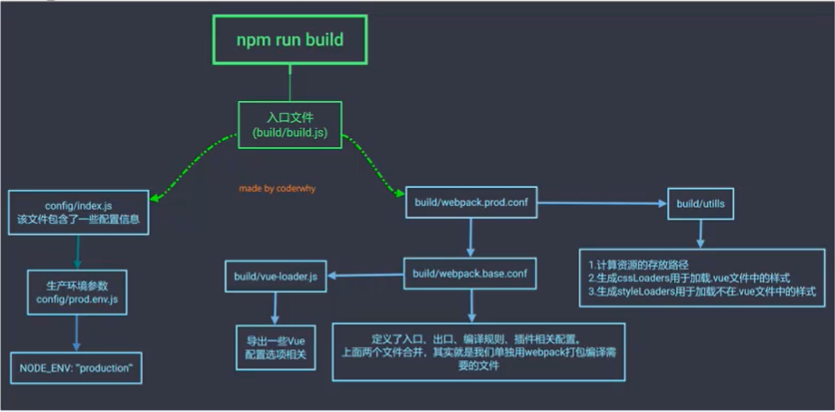 npm run build
入口文件
(build/build.js)
made by coderwhy
config/index.js
该文件包含了一些配置信息
build/webpack.prod.conf
build/utills
生产环境参数
config/prod.env.js
build/vue-loader.js
build/webpack.base.conf
1.计算资源的存放路径
2.生成cssLoaders用于加载.vue文件中的样式
3.生成styleLoaders用于加载不在.vue文件中的样式
NODE_ENV: "production"
导出一些Vue
配置选项相关
定义了入口、出口、编译规则、插件相关配置。
上面两个文件合并，其实就是我们单独用webpack打包编译需
要的文件